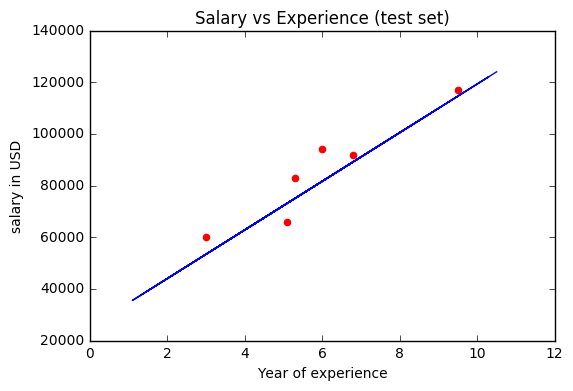 Salary vs Experience (test set)
140000
120000
100000
80000
60000
40000
20000
salary in USD
0 2 4 6 8 10 12
Year of experience